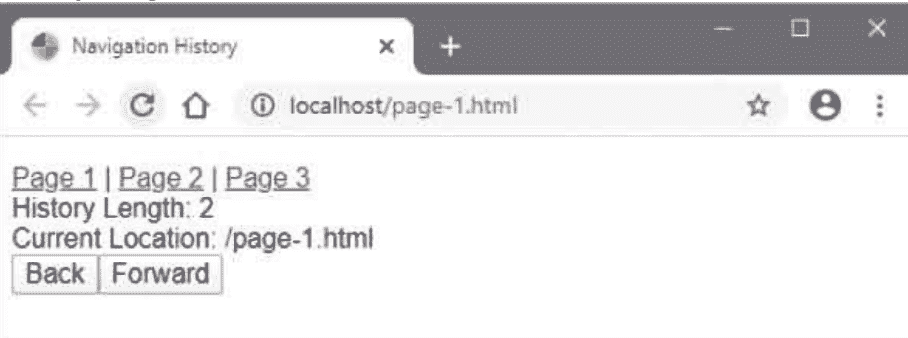 Navigation History
localhost/page-1.html
Page 1 | Page 2 | Page 3
History Length: 2
Current Location: /page-1.html
Back Forward